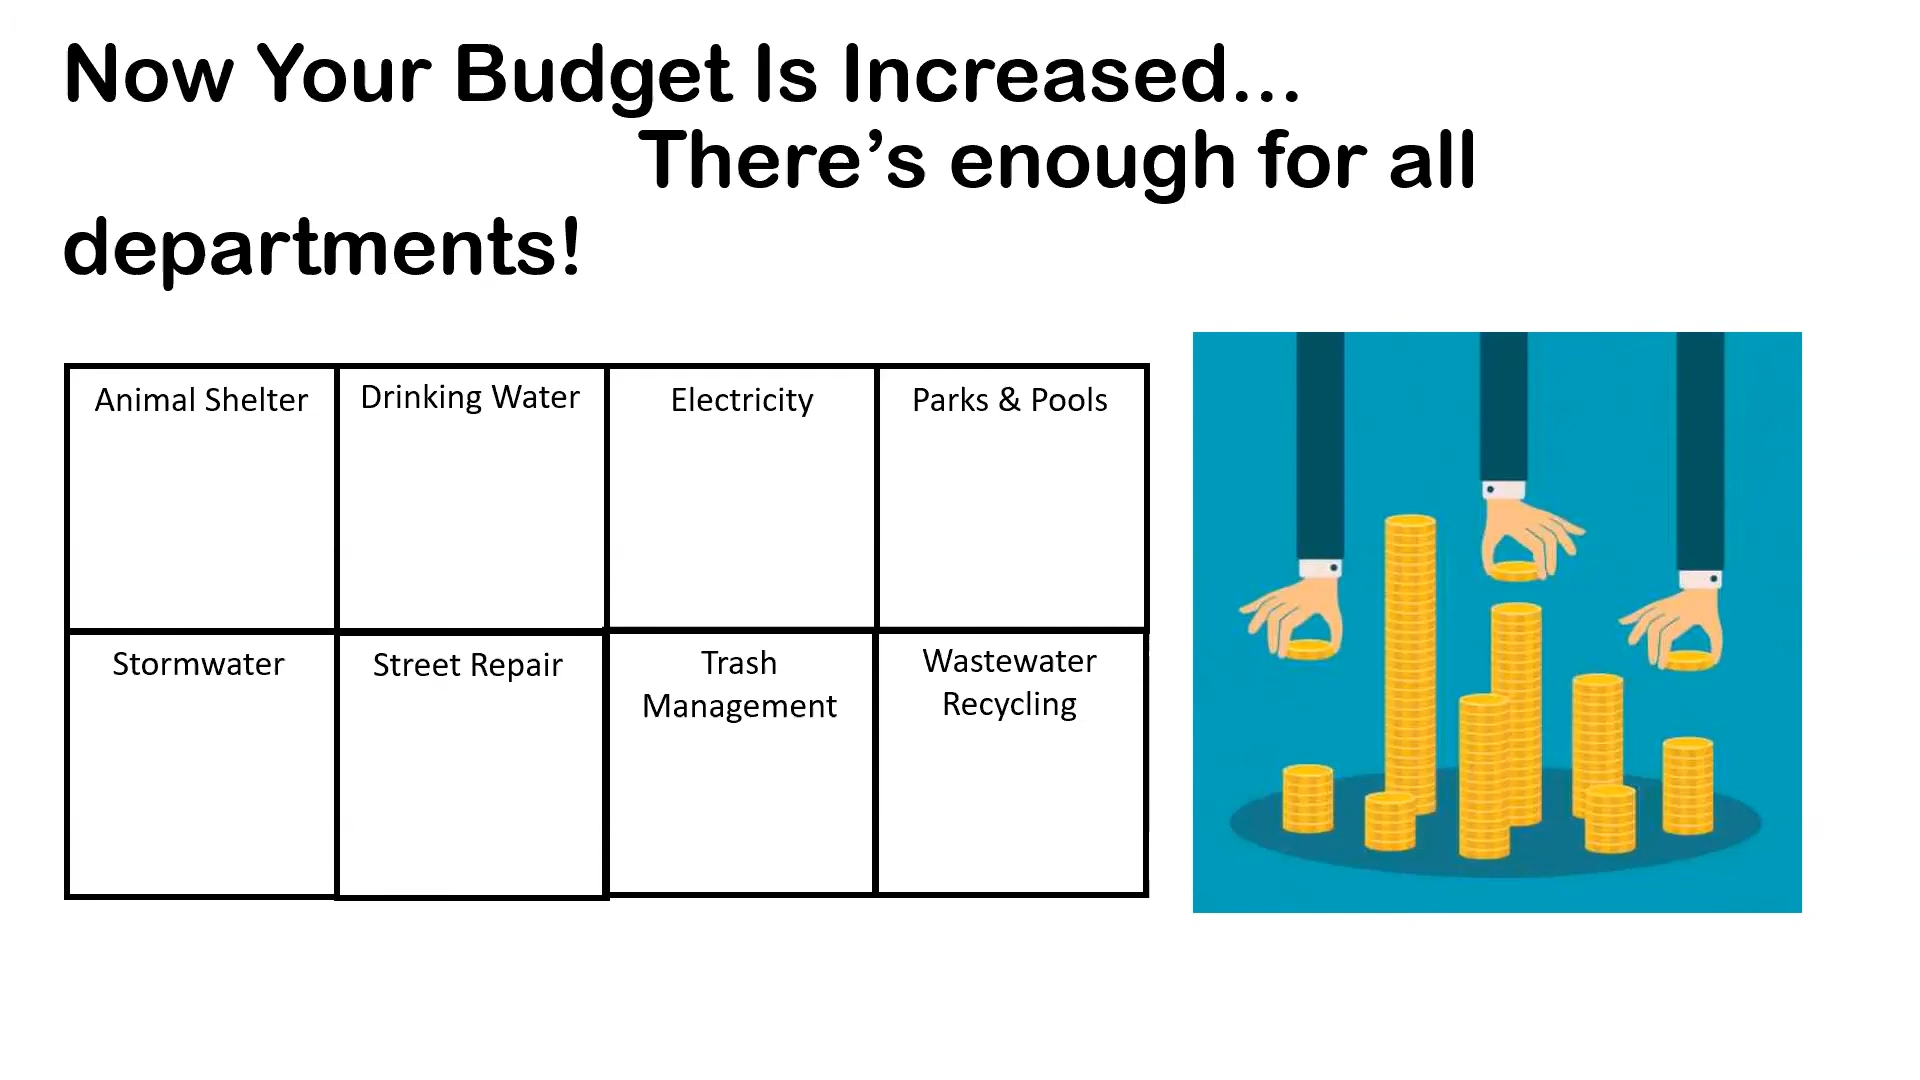 Now Your Budget Is Increased...
There’s enough for all
departments!
Animal Shelter
Drinking Water
Electricity
Parks & Pools
Stormwater
Street Repair
Trash
Management
Wastewater
Recycling